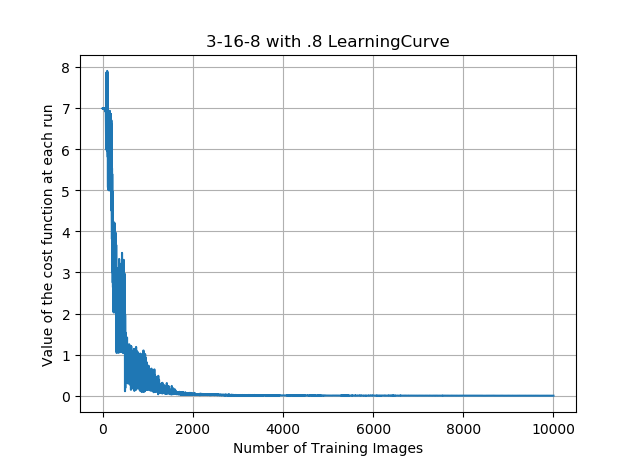 3-16-8 with .8 LearningCurve
Value of the cost function at each run
8
7
6
5
4
3
2
1
0
0 2000 4000 6000 8000 10000
Number of Training Images